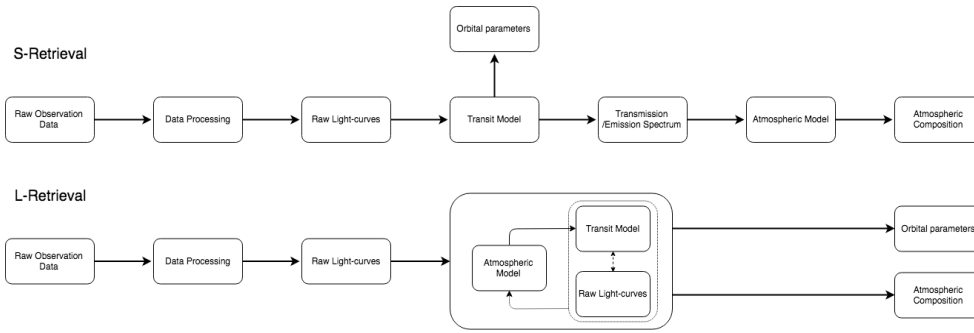 Orbital parameters
S-Retrieval
Raw Observation
Data
Data Processing
Raw Light-curves
Transit Model
Transmission
/Emission Spectrum
Atmospheric Model
Atmospheric
Composition
L-Retrieval
Raw Observation
Data
Data Processing
Raw Light-curves
Atmospheric
Model
Transit Model
Raw Light-curves
Orbital parameters
Atmospheric
Composition